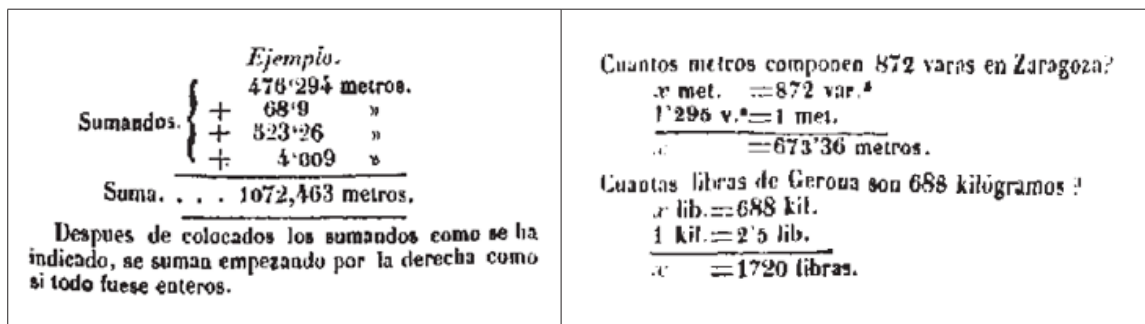 Ejemplo.
476'294 metros.
Sumandos.
+ 68'9 »
+ 523'26 »
+ 4'009 »
Suma. . . . 1072,463 metros.
Despues de colocados los sumandos como se ha
indicado, se suman empezando por la derecha como
si todo fuese enteros.
Cuantos metros componen 872 varas en Zaragoza?
x met. =872 var.ˢ
1'295 v.ˢ=1 met.
x =673'36 metros.
Cuantas libras de Gerona son 688 kilógramos?
x lib.=688 kil.
1 kil.=2'5 lib.
x =1720 libras.